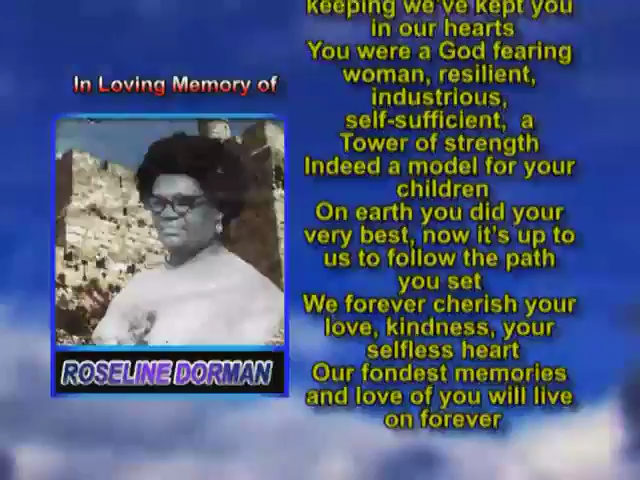 In Loving Memory of
ROSELINE DORMAN
keeping we've kept you
in our hearts
You were a God fearing
woman, resilient,
industrious,
self-sufficient, a
Tower of strength
Indeed a model for your
children
On earth you did your
very best, now it's up to
us to follow the path
you set
We forever cherish your
love, kindness, your
selfless heart
Our fondest memories
and love of you will live
on forever